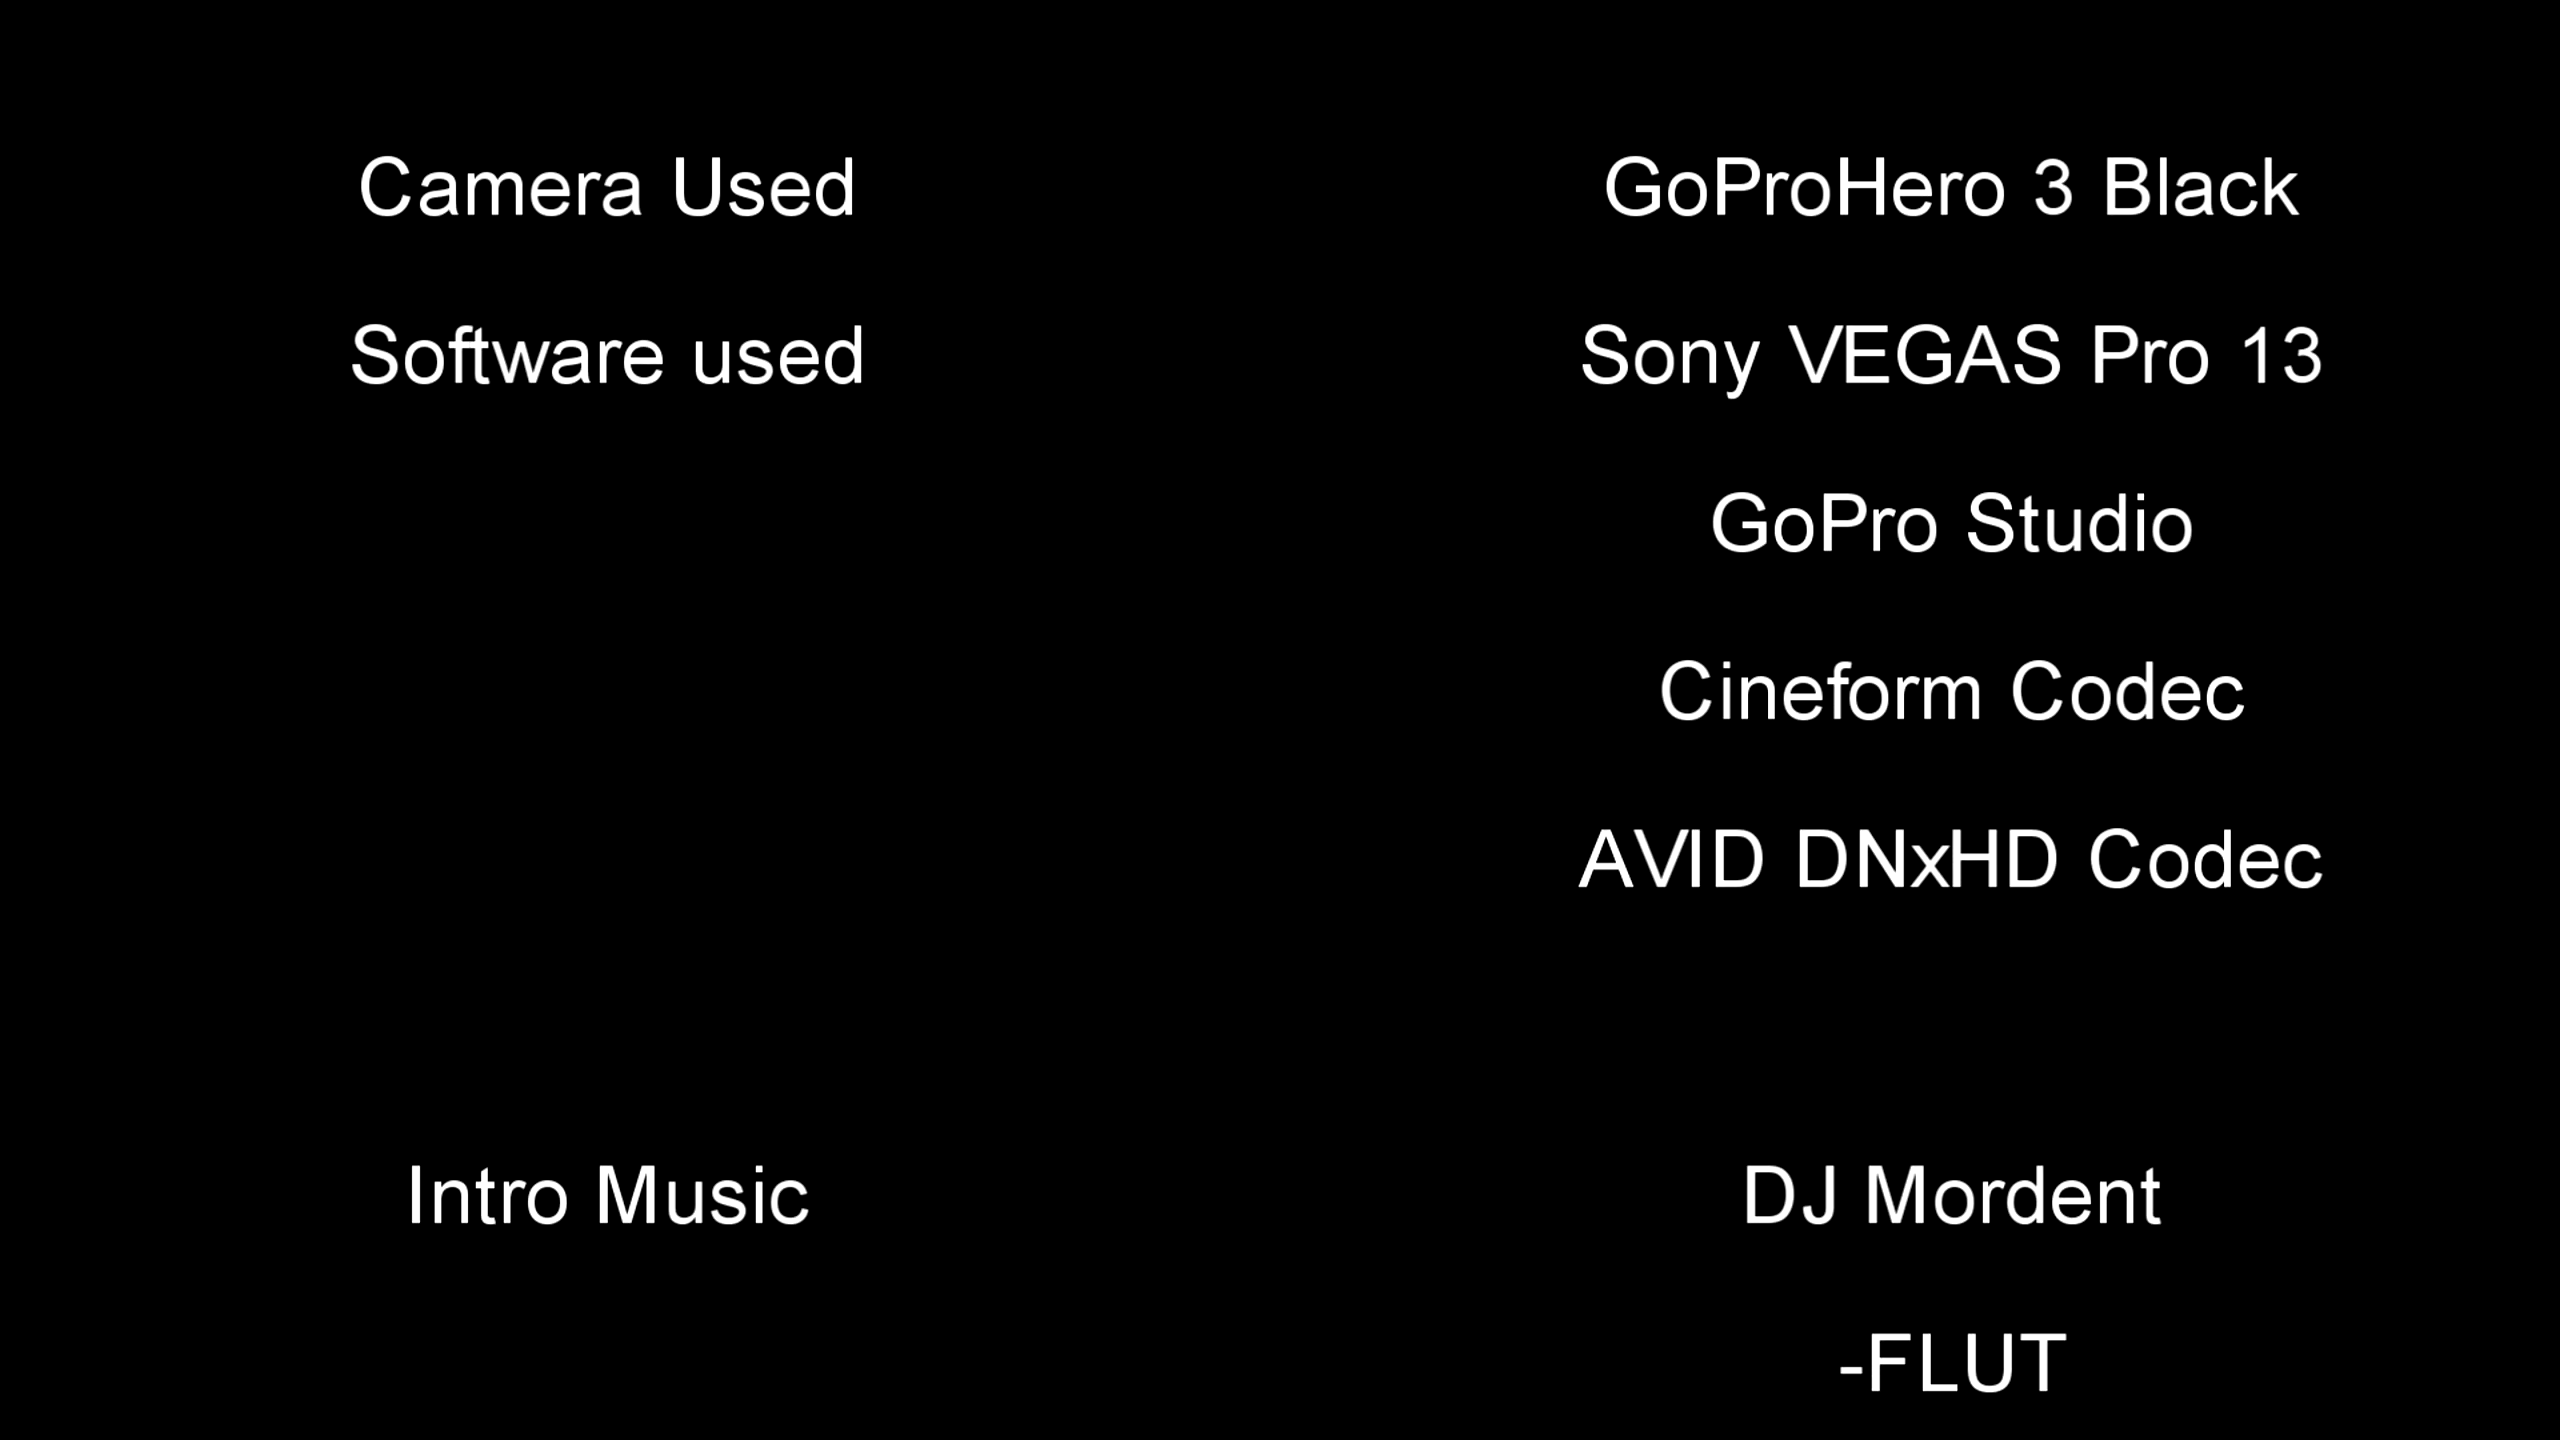 Camera Used GoProHero 3 Black
Software used Sony VEGAS Pro 13
GoPro Studio
Cineform Codec
AVID DNxHD Codec
Intro Music DJ Mordent
-FLUT